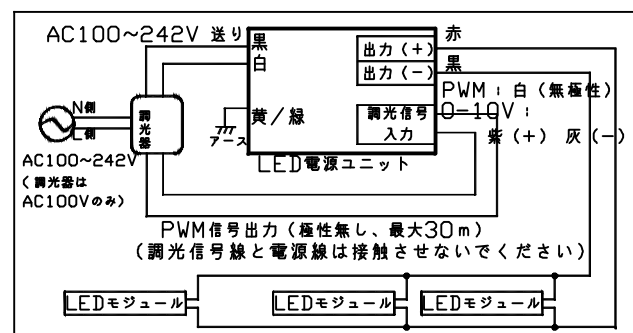 AC100~242V 送り
黒
白
黄／緑
アース
出力(+)
出力(-)
調光信号
入力
赤
黒
PWM：白(無極性)
0-10V：
紫(+) 灰(-)
LED電源ユニット
N側
L側
調光器
AC100~242V
(調光器は
AC100Vのみ)
PWM信号出力(極性無し、最大30m)
(調光信号線と電源線は接触させないでください)
LEDモジュール
LEDモジュール
LEDモジュール